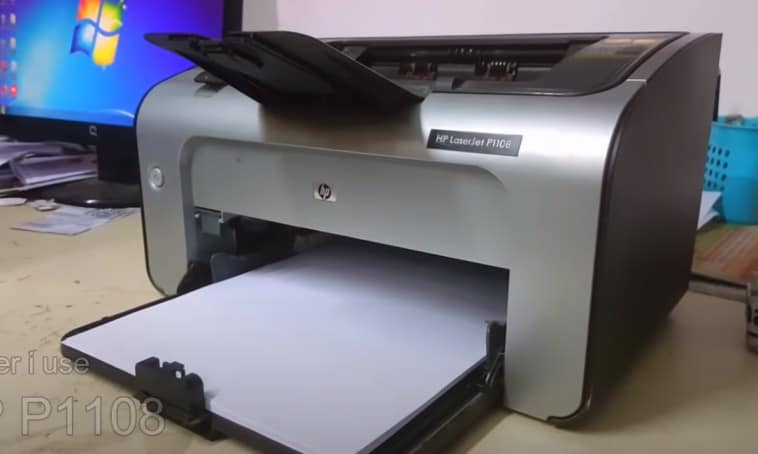 HP LaserJet P1108
hp
er i use
P P1108